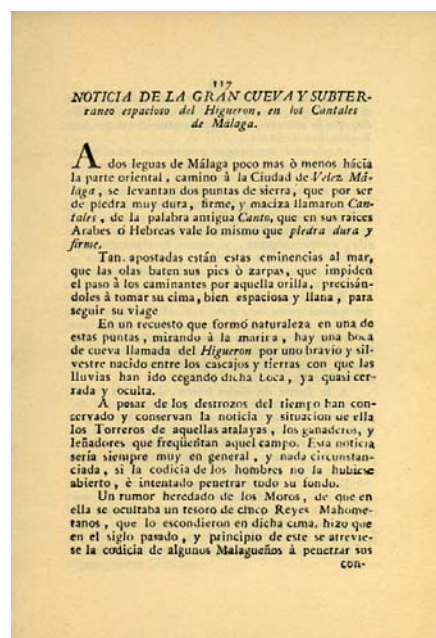 117
NOTICIA DE LA GRAN CUEVA Y SUBTER-
raneo espacioso del Higueron, en los Cantales
de Málaga.
A dos leguas de Málaga poco mas ò menos hácia
la parte oriental, camino à la Ciudad de Velez Má-
laga, se levantan dos puntas de sierra, que por ser
de piedra muy dura, firme, y maciza llamaron Can-
tales, de la palabra antigua Canto, que en sus raices
Arabes ó Hebreas vale lo mismo que piedra dura y
firme.
Tan. apostadas están estas eminencias al mar,
que las olas baten sus pies ò zarpas, que impiden
el paso à los caminantes por aquella orilla, precisán-
doles à tomar su cima, bien espaciosa y llana, para
seguir su viage
En un recuesto que formó naturaleza en una de
estas puntas, mirando à la marina, hay una boca
de cueva llamada del Higueron por uno bravio y sil-
vestre nacido entre los cascajos y tierras con que las
lluvias han ido cegando dicha boca, ya quasi cer-
rada y oculta.
A pesar de los destrozos del tiempo han con-
servado y conservan la noticia y situacion de ella
los Torreros de aquellas atalayas, los ganaderos, y
leñadores que freqüentan aquel campo. Esta noticia
sería siempre muy en general, y nada circunstan-
ciada, si la codicia de los hombres no la hubiese
abierto, è intentado penetrar todo su fondo.
Un rumor heredado de los Moros, de que en
ella se ocultaba un tesoro de cinco Reyes Mahome-
tanos, que lo escondieron en dicha cima, hizo que
en el siglo pasado, y principio de este se atrevie-
se la codicia de algunos Malagueños à penetrar sus
con-